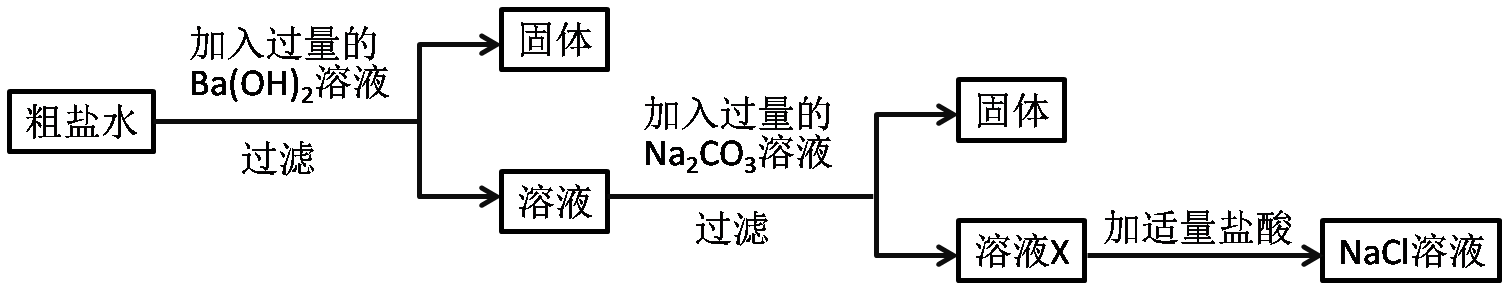 粗盐水
加入过量的
Ba(OH)₂溶液
过滤
固体
溶液
加入过量的
Na₂CO₃溶液
过滤
固体
溶液X
加适量盐酸
NaCl溶液